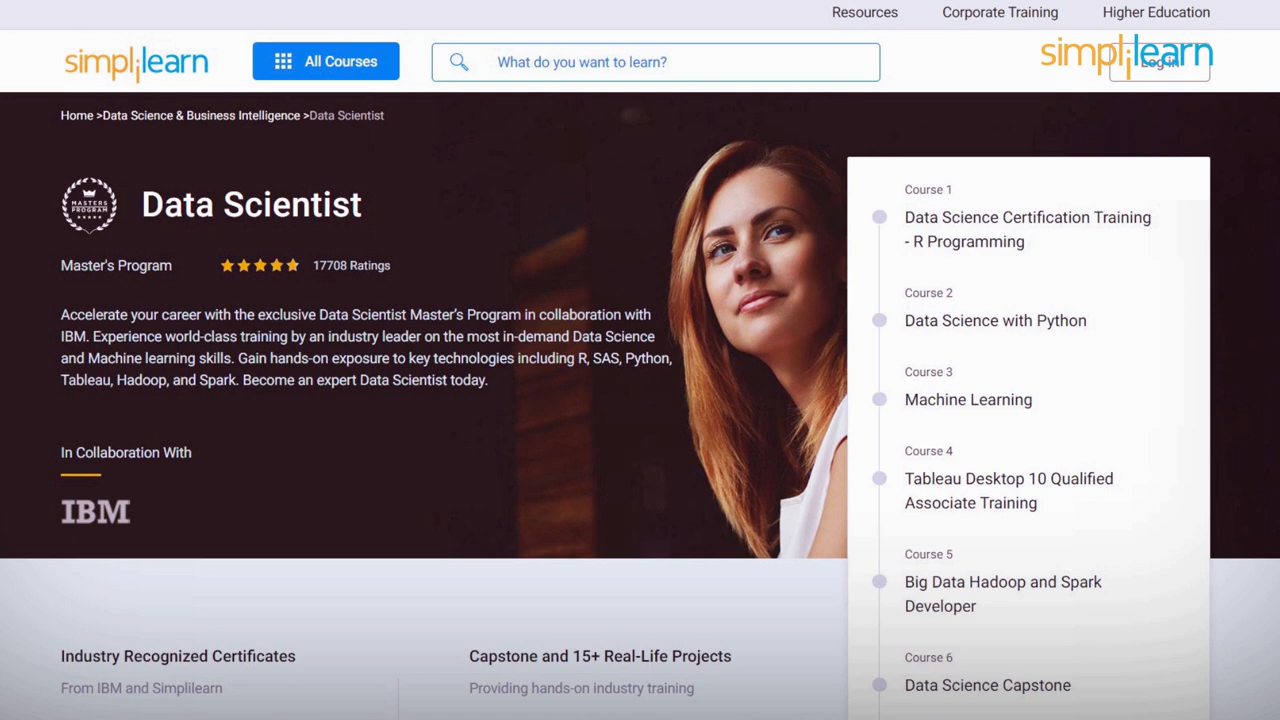 Resources Corporate Training Higher Education
simplilearn All Courses What do you want to learn? Log in
simplilearn
Home >Data Science & Business Intelligence >Data Scientist
MASTERS
PROGRAM
Data Scientist
Master's Program 17708 Ratings
Accelerate your career with the exclusive Data Scientist Master's Program in collaboration with
IBM. Experience world-class training by an industry leader on the most in-demand Data Science
and Machine learning skills. Gain hands-on exposure to key technologies including R, SAS, Python,
Tableau, Hadoop, and Spark. Become an expert Data Scientist today.
In Collaboration With
IBM
Course 1
Data Science Certification Training
- R Programming
Course 2
Data Science with Python
Course 3
Machine Learning
Course 4
Tableau Desktop 10 Qualified
Associate Training
Course 5
Big Data Hadoop and Spark
Developer
Course 6
Data Science Capstone
Industry Recognized Certificates
From IBM and Simplilearn
Capstone and 15+ Real-Life Projects
Providing hands-on industry training